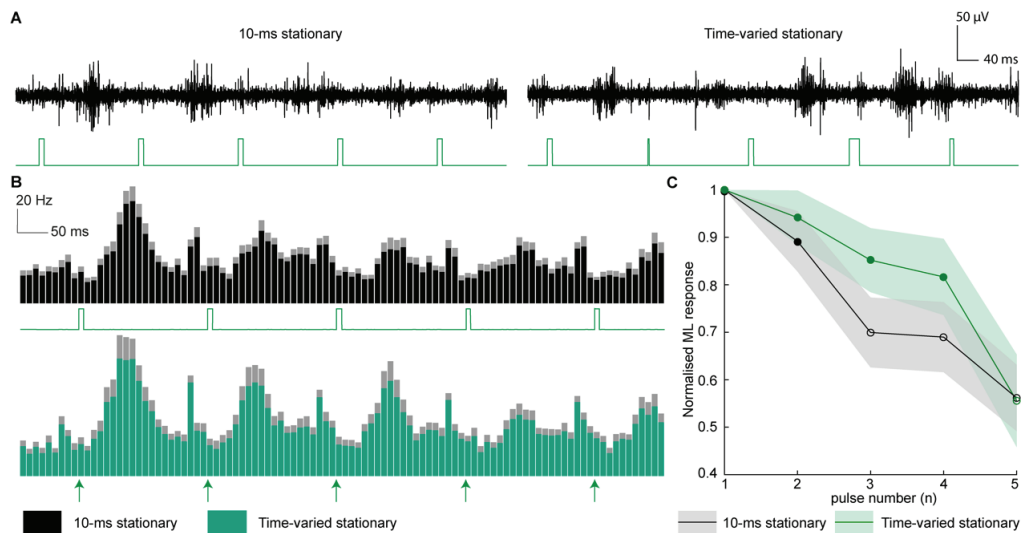 A
10-ms stationary
Time-varied stationary
50 µV
40 ms
B
20 Hz
50 ms
C
1
0.9
0.8
0.7
0.6
0.5
0.4
Normalised ML response
1 2 3 4 5
pulse number (n)
10-ms stationary
Time-varied stationary
10-ms stationary
Time-varied stationary